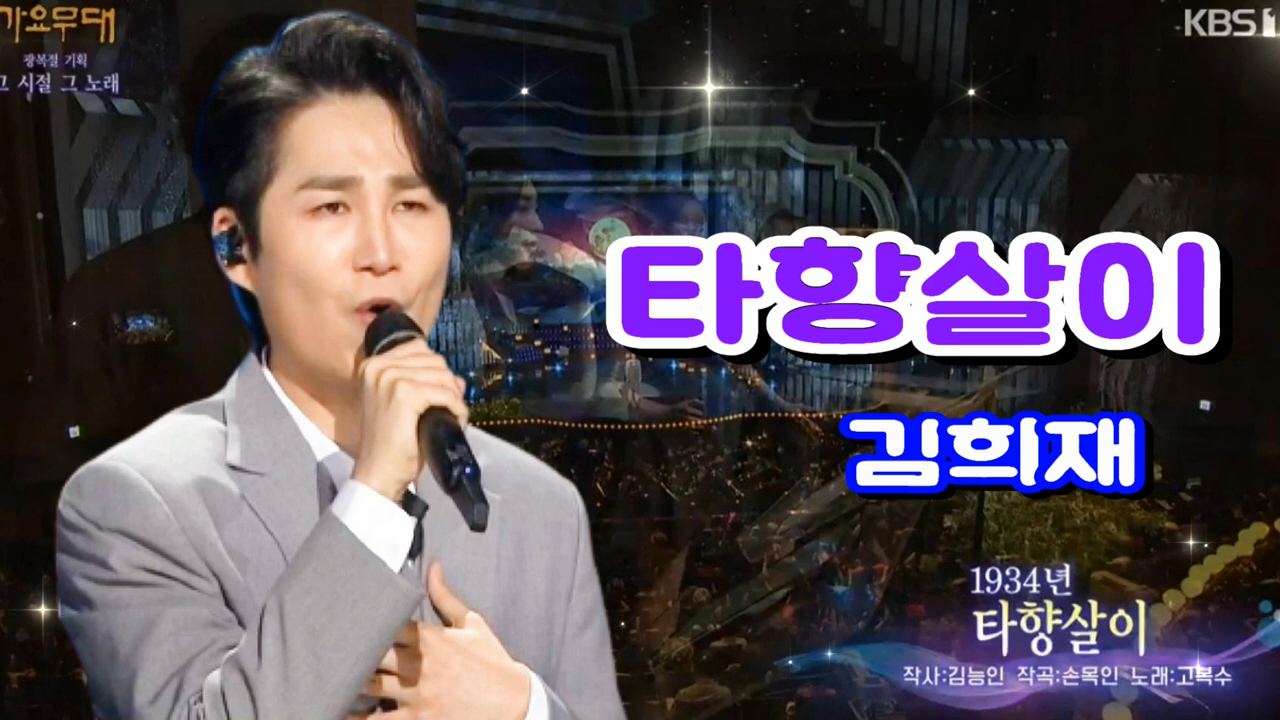 가요무대
광복절 기획
그 시절 그 노래
KBS 1
타향살이
김희재
1934년
타향살이
작사:김능인 작곡:손목인 노래:고복수